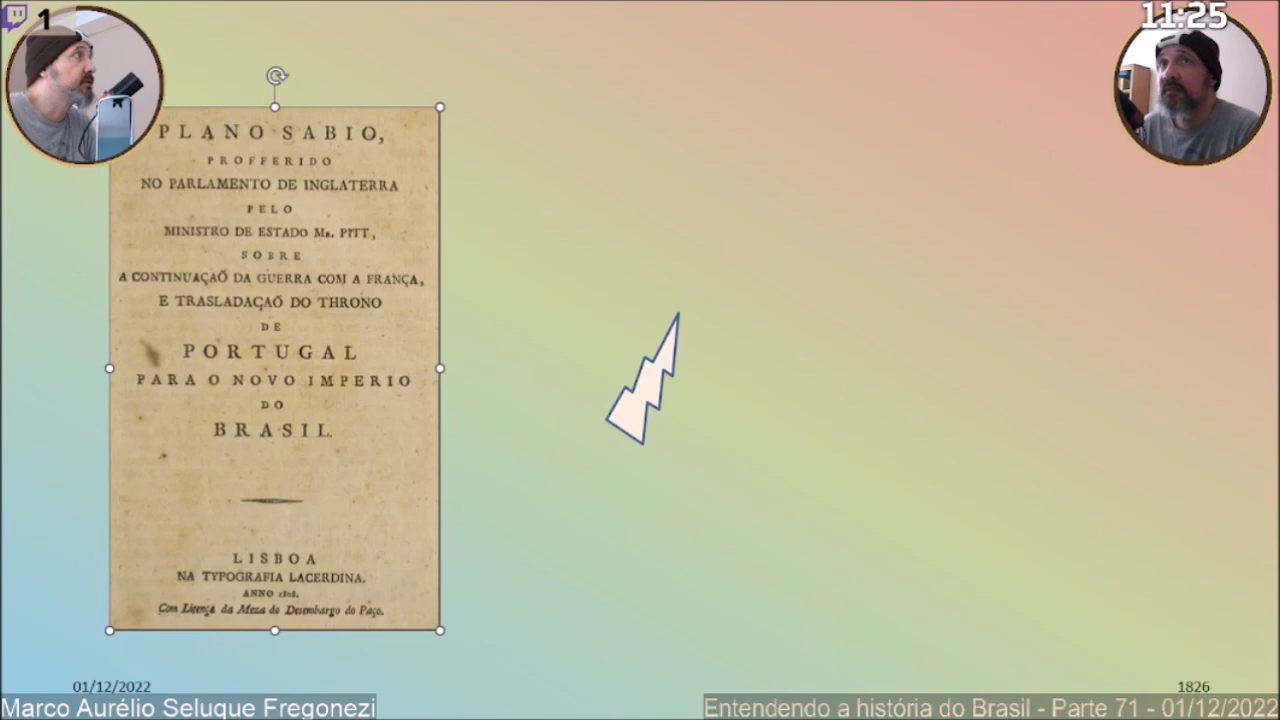 1
11:25
PLANO SABIO,
PROFFERIDO
NO PARLAMENTO DE INGLATERRA
PELO
MINISTRO DE ESTADO MR. PITT,
SOBRE
A CONTINUAÇAÕ DA GUERRA COM A FRANÇA,
E TRASLADAÇAÕ DO THRONO
DE
PORTUGAL
PARA O NOVO IMPERIO
DO
BRASIL.
LISBOA
NA TYPOGRAFIA LACERDINA.
ANNO 1808.
Com Licença da Meza do Desembargo do Paço.
01/12/2022
1826
Marco Aurélio Seluque Fregonezi
Entendendo a história do Brasil - Parte 71 - 01/12/2022